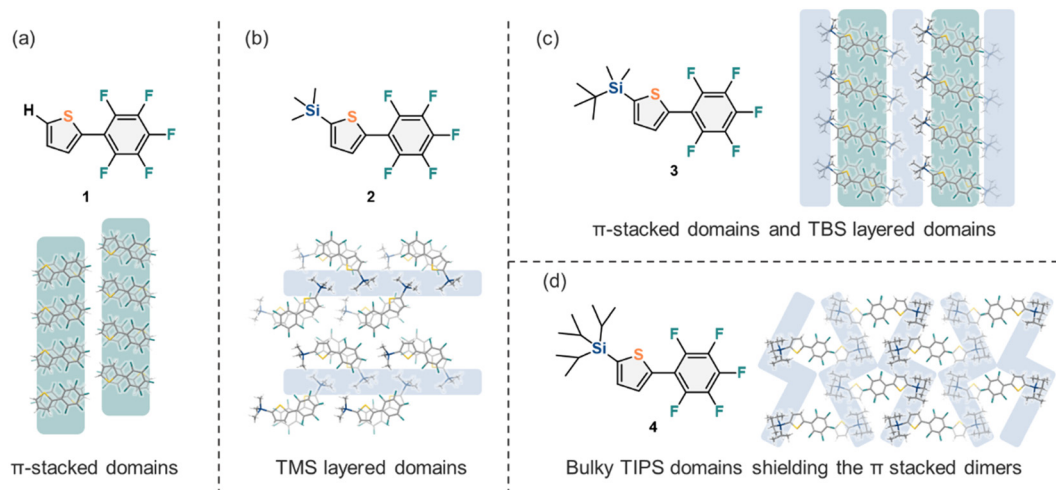 (a)
H
S
F
F
F
F
F
1
π-stacked domains
(b)
Si
S
F
F
F
F
F
2
TMS layered domains
(c)
Si
S
F
F
F
F
F
3
π-stacked domains and TBS layered domains
(d)
Si
S
F
F
F
F
F
4
Bulky TIPS domains shielding the π stacked dimers